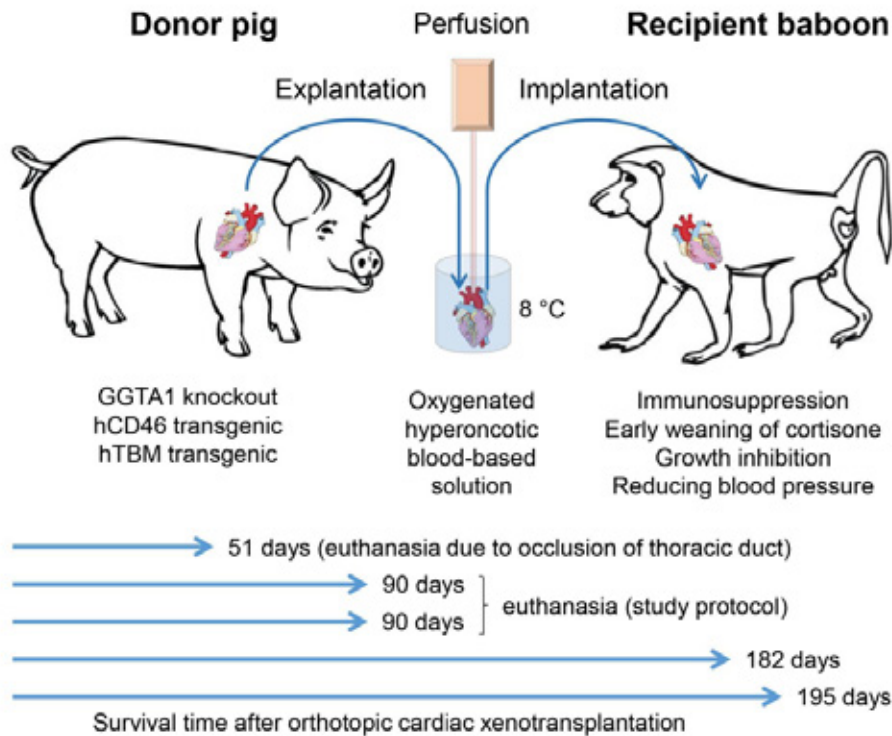 Donor pig
Perfusion
Recipient baboon
Explantation
Implantation
8 °C
GGTA1 knockout
hCD46 transgenic
hTBM transgenic
Oxygenated
hyperoncotic
blood-based
solution
Immunosuppression
Early weaning of cortisone
Growth inhibition
Reducing blood pressure
51 days (euthanasia due to occlusion of thoracic duct)
90 days
90 days
euthanasia (study protocol)
182 days
195 days
Survival time after orthotopic cardiac xenotransplantation